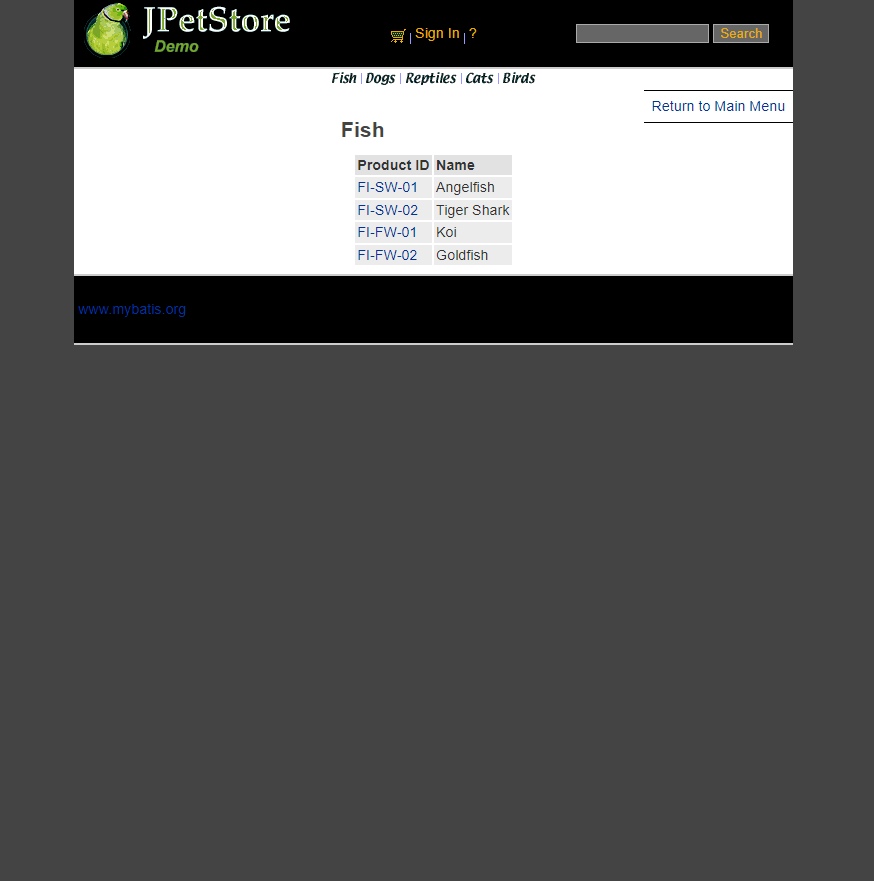 JPetStore
Demo
Sign In ?
Search
Fish Dogs Reptiles Cats Birds
Return to Main Menu
Fish
Product ID Name
FI-SW-01 Angelfish
FI-SW-02 Tiger Shark
FI-FW-01 Koi
FI-FW-02 Goldfish
www.mybatis.org